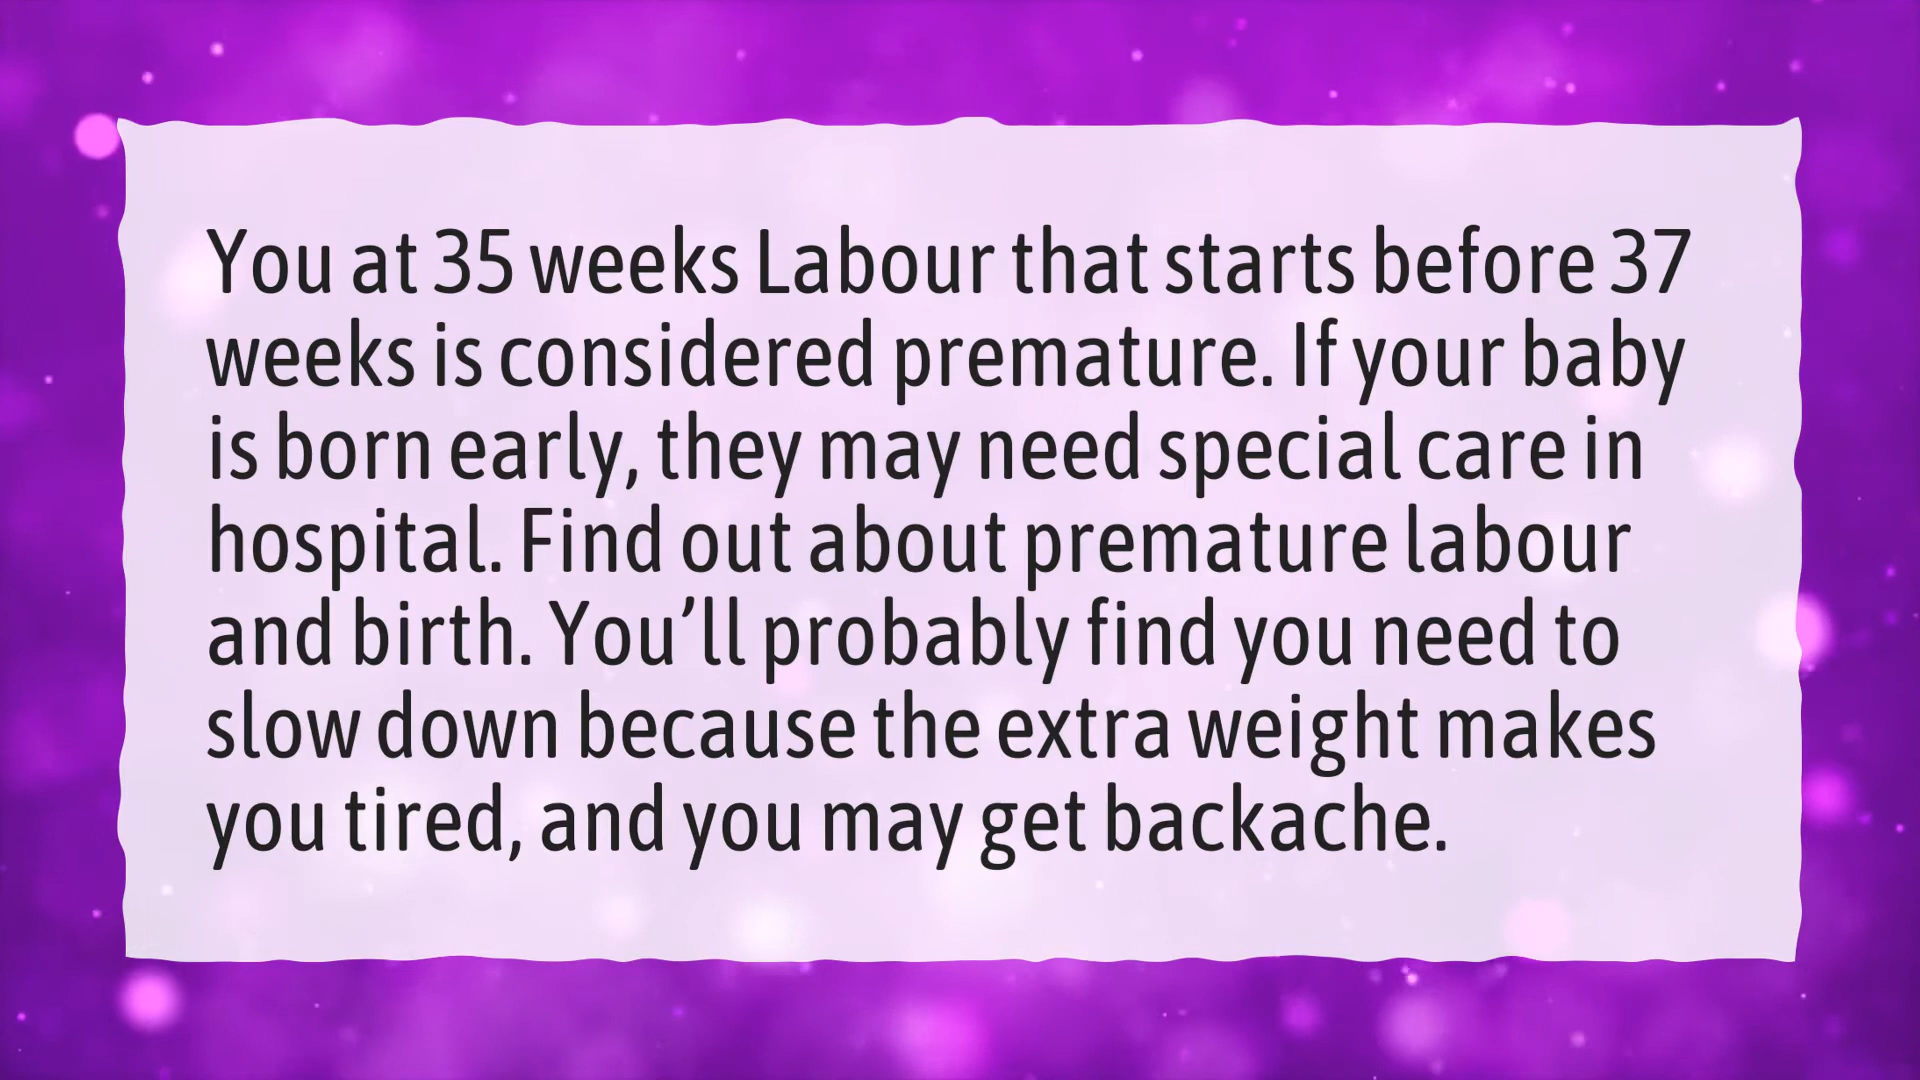 You at 35 weeks Labour that starts before 37
weeks is considered premature. If your baby
is born early, they may need special care in
hospital. Find out about premature labour
and birth. You’ll probably find you need to
slow down because the extra weight makes
you tired, and you may get backache.